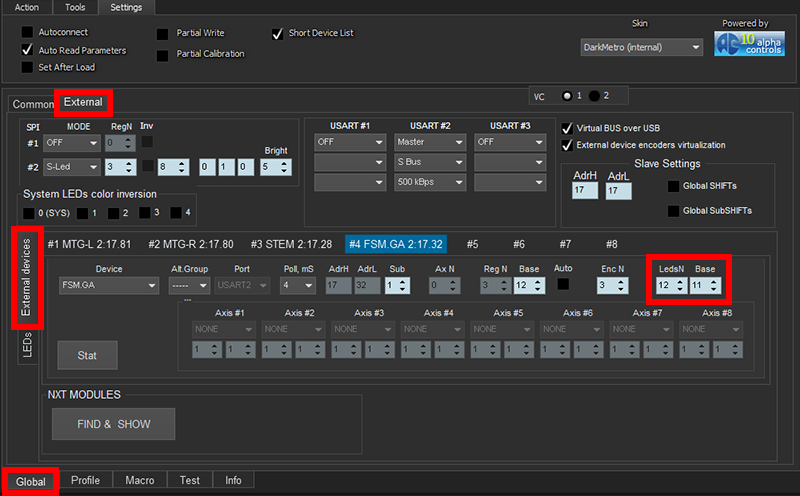 Action Tools Settings
Autoconnect Partial Write Short Device List
Auto Read Parameters Partial Calibration
Set After Load
Skin Powered by
DarkMetro (internal) AC 10 alpha controls
Common External VC 1 2
SPI MODE RegN Inv Bright
#1 OFF 0
#2 S-Led 3 8 0 1 0 5
System LEDs color inversion
0 (SYS) 1 2 3 4
USART #1 USART #2 USART #3
OFF Master OFF
S Bus
500 kBps
Virtual BUS over USB
External device encoders virtualization
Slave Settings
AdrH AdrL Global SHIFTs
17 17
Global SubSHIFTs
External devices
LEDs
#1 MTG-L 2:17.81 #2 MTG-R 2:17.80 #3 STEM 2:17.28 #4 FSM.GA 2:17.32 #5 #6 #7 #8
Device Alt.Group Port Poll, mS AdrH AdrL Sub Ax N Reg N Base Auto Enc N LedsN Base
FSM.GA ----- USART2 4 17 32 1 0 3 12 3 12 11
---
Axis #1 Axis #2 Axis #3 Axis #4 Axis #5 Axis #6 Axis #7 Axis #8
NONE NONE NONE NONE NONE NONE NONE NONE
1 1 1 1 1 1 1 1 1 1 1 1 1 1 1 1
Stat
NXT MODULES
FIND & SHOW
Global Profile Macro Test Info